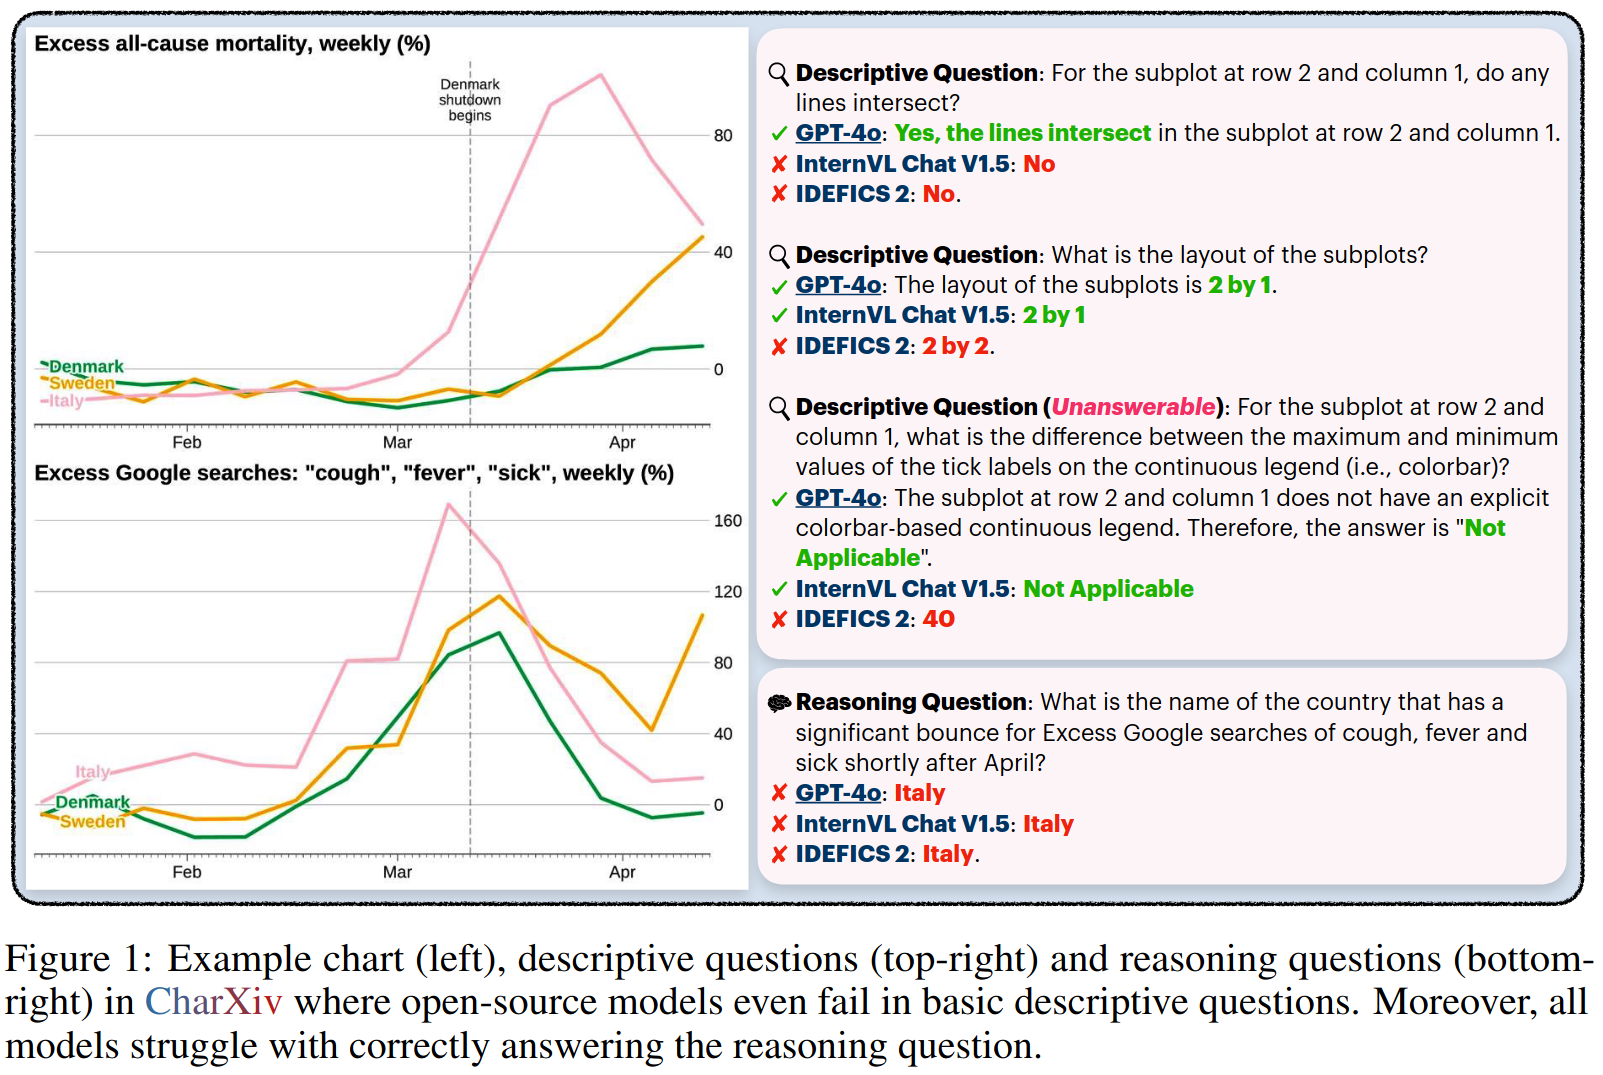 Excess all-cause mortality, weekly (%)
Denmark
shutdown
begins
80
40
0
Denmark
Sweden
Italy
Feb
Mar
Apr
Excess Google searches: "cough", "fever", "sick", weekly (%)
160
120
80
40
0
Italy
Denmark
Sweden
Feb
Mar
Apr
Descriptive Question: For the subplot at row 2 and column 1, do any
lines intersect?
✓ GPT-4o: Yes, the lines intersect in the subplot at row 2 and column 1.
✘ InternVL Chat V1.5: No
✘ IDEFICS 2: No.
Descriptive Question: What is the layout of the subplots?
✓ GPT-4o: The layout of the subplots is 2 by 1.
✓ InternVL Chat V1.5: 2 by 1
✘ IDEFICS 2: 2 by 2.
Descriptive Question (Unanswerable): For the subplot at row 2 and
column 1, what is the difference between the maximum and minimum
values of the tick labels on the continuous legend (i.e., colorbar)?
✓ GPT-4o: The subplot at row 2 and column 1 does not have an explicit
colorbar-based continuous legend. Therefore, the answer is "Not
Applicable".
✓ InternVL Chat V1.5: Not Applicable
✘ IDEFICS 2: 40
Reasoning Question: What is the name of the country that has a
significant bounce for Excess Google searches of cough, fever and
sick shortly after April?
✘ GPT-4o: Italy
✘ InternVL Chat V1.5: Italy
✘ IDEFICS 2: Italy.
Figure 1: Example chart (left), descriptive questions (top-right) and reasoning questions (bottom-
right) in CharXiv where open-source models even fail in basic descriptive questions. Moreover, all
models struggle with correctly answering the reasoning question.